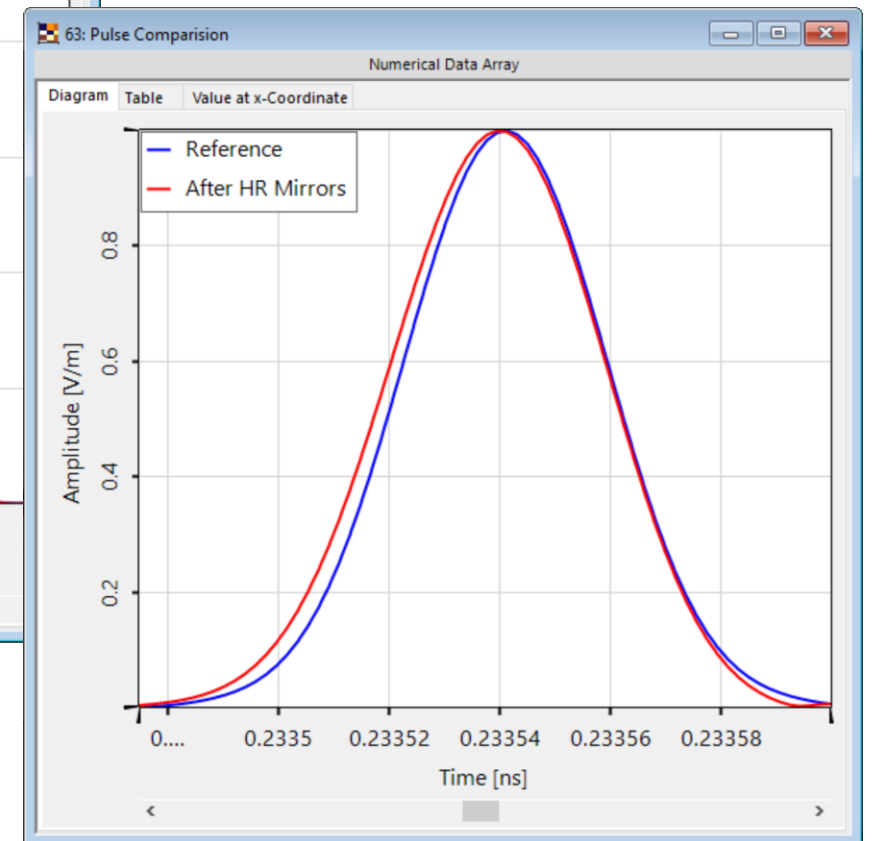 63: Pulse Comparision
Numerical Data Array
Diagram Table Value at x-Coordinate
Reference
After HR Mirrors
0.8
0.6
0.4
0.2
Amplitude [V/m]
0.... 0.2335 0.23352 0.23354 0.23356 0.23358
Time [ns]